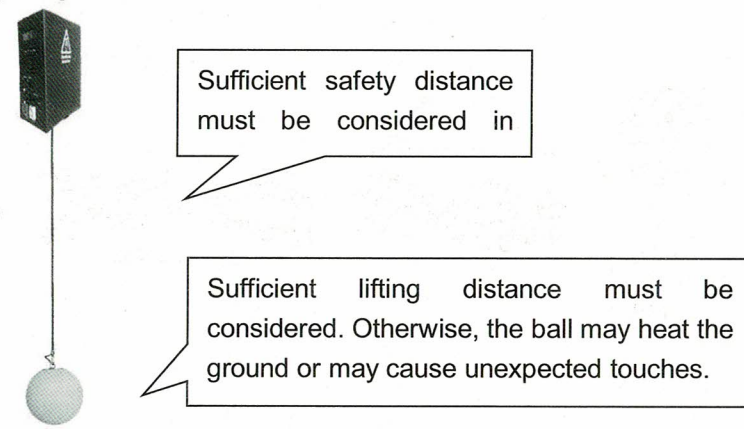 Sufficient safety distance
must be considered in
Sufficient lifting distance must be
considered. Otherwise, the ball may heat the
ground or may cause unexpected touches.